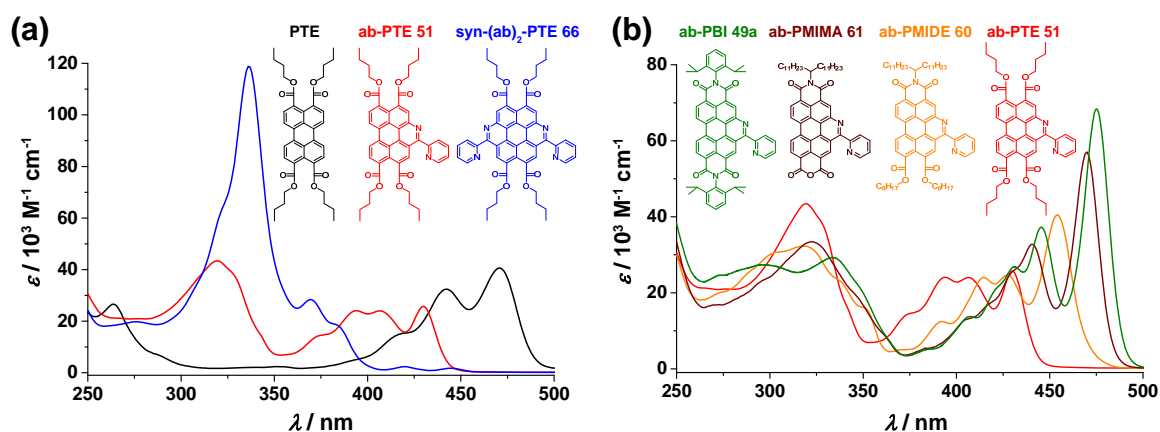 (a)
PTE ab-PTE 51 syn-(ab)₂-PTE 66
O O O O O O
O O O O O O
N N N
N N N
O O O O O O
O O O O O O
120
100
80
60
40
20
0
ε / 10³ M⁻¹ cm⁻¹
250 300 350 400 450 500
λ / nm
(b)
ab-PBI 49a ab-PMIMA 61 ab-PMIDE 60 ab-PTE 51
C₁₁H₂₃ C₁₁H₂₃ C₁₁H₂₃ C₁₁H₂₃
O N O O N O O N O O O
O O
N N N N
N N N N
O N O O O O O O O O
C₈H₁₇ O O C₈H₁₇ O O
80
60
40
20
0
ε / 10³ M⁻¹ cm⁻¹
250 300 350 400 450 500
λ / nm